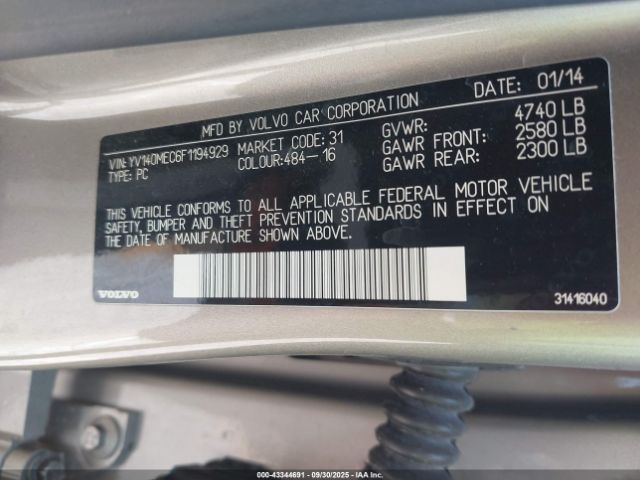 DATE: 01/14
MFD BY VOLVO CAR CORPORATION
VIN: YV140MEC6F1194929 MARKET CODE: 31 GVWR: 4740 LB
TYPE: PC COLOUR:484-16 GAWR FRONT: 2580 LB
GAWR REAR: 2300 LB
THIS VEHICLE CONFORMS TO ALL APPLICABLE FEDERAL MOTOR VEHICLE
SAFETY, BUMPER AND THEFT PREVENTION STANDARDS IN EFFECT ON
THE DATE OF MANUFACTURE SHOWN ABOVE.
VOLVO 31416040
000-43344691 09/30/2025 IAA Inc.